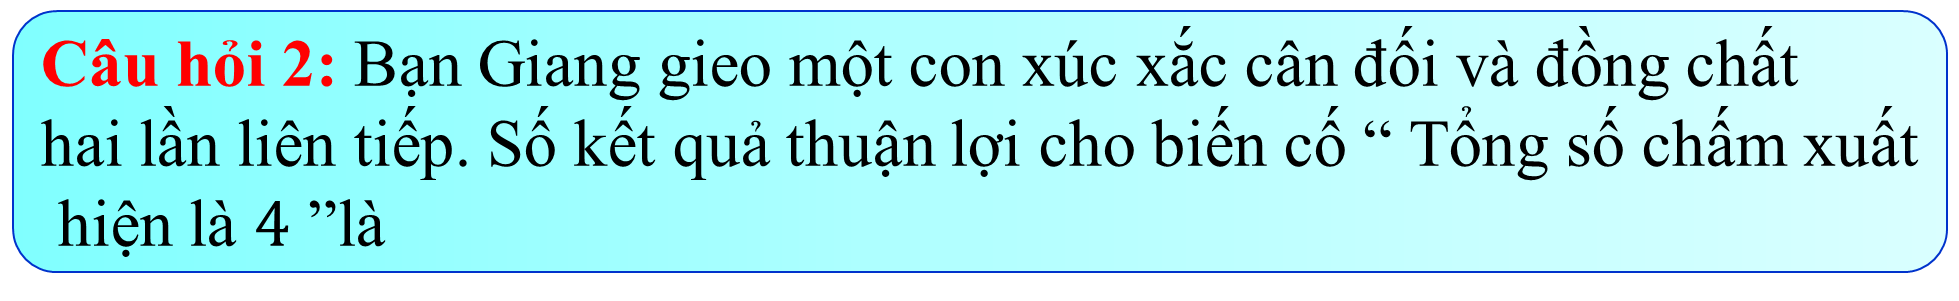 Câu hỏi 2: Bạn Giang gieo một con xúc xắc cân đối và đồng chất
hai lần liên tiếp. Số kết quả thuận lợi cho biến cố “ Tổng số chấm xuất
hiện là 4 ”là